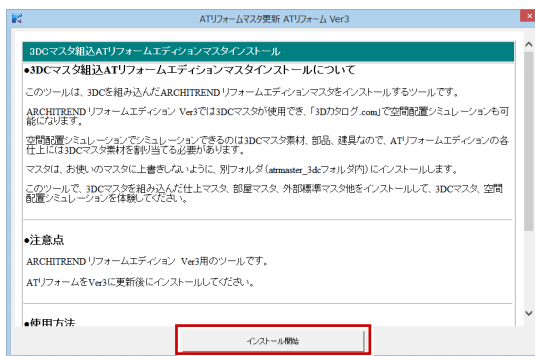 ATリフォームマスタ更新 ATリフォーム Ver3
3DCマスタ組込ATリフォームエディションマスタインストール
●3DCマスタ組込ATリフォームエディションマスタインストールについて
このツールは、3DCを組み込んだARCHITREND リフォームエディションマスタをインストールするツールです。
ARCHITREND リフォームエディション Ver3では3DCマスタが使用でき、「3Dカタログ.com」で空間配置シミュレーションも可
能になります。
空間配置シミュレーションでシミュレーションできるのは3DCマスタ素材、部品、建具なので、ATリフォームエディションの各
仕上には3DCマスタ素材を割り当てる必要があります。
マスタは、お使いのマスタに上書きしないように、別フォルダ(atrmaster_3dcフォルダ内)にインストールします。
このツールで、3DCマスタを組み込んだ仕上マスタ、部屋マスタ、外部標準マスタ他をインストールして、3DCマスタ、空間
配置シミュレーションを体験してください。
●注意点
ARCHITREND リフォームエディション Ver3用のツールです。
ATリフォームをVer3に更新後にインストールしてください。
●使用方法
インストール開始